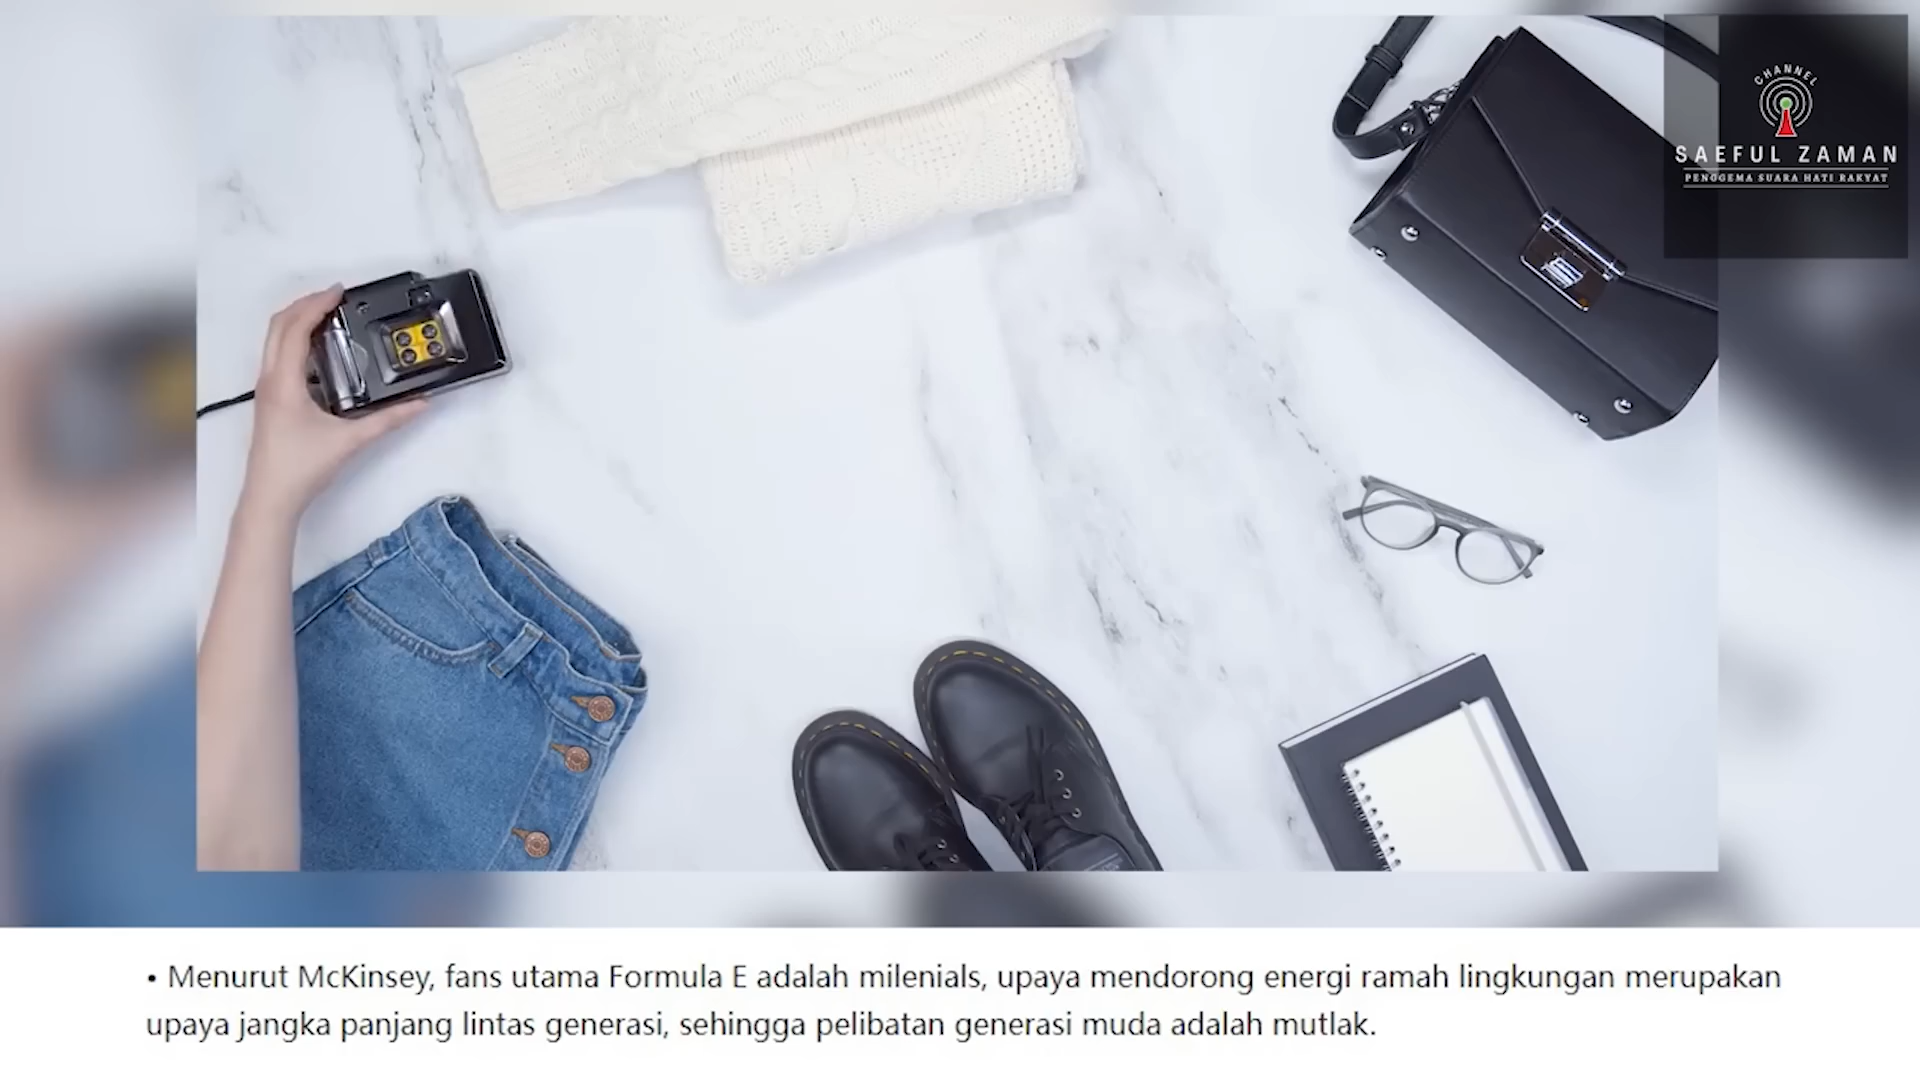 CHANNEL
SAEFUL ZAMAN
PENGGEMA SUARA HATI RAKYAT
• Menurut McKinsey, fans utama Formula E adalah milenials, upaya mendorong energi ramah lingkungan merupakan
upaya jangka panjang lintas generasi, sehingga pelibatan generasi muda adalah mutlak.